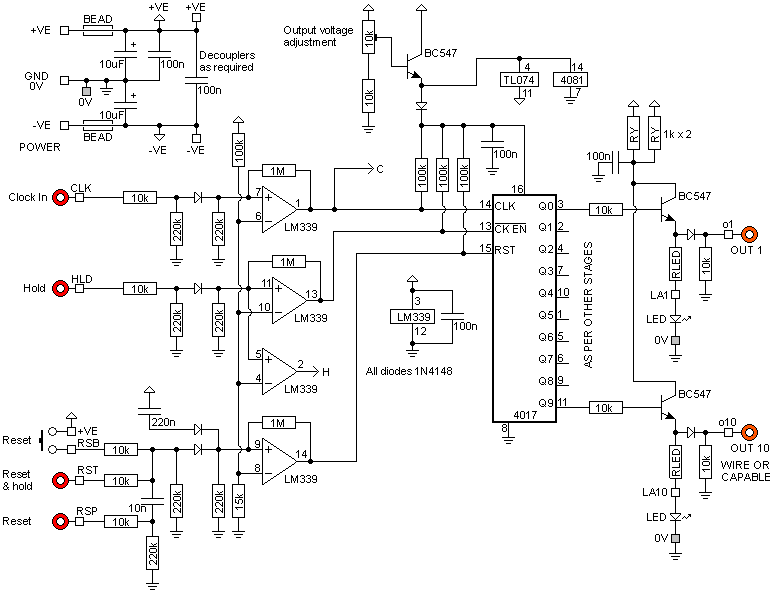 +VE
BEAD
+VE
+VE
+
10uF
100n
Decouplers
as required
100n
GND
0V
0V
+
10uF
-VE
BEAD
-VE
-VE
POWER
Output voltage
adjustment
10k
BC547
10k
4
TL074
11
14
4081
7
100n
100k
100k
100k
100k
RY
RY
1k x 2
100n
BC547
Clock In
CLK
10k
220k
220k
1M
7
+
6
−
1
LM339
C
16
14
CLK
13
CK EN
15
RST
Q0
3
Q1
2
Q2
4
Q3
7
Q4
10
Q5
1
Q6
5
Q7
6
Q8
9
Q9
11
4017
8
AS PER OTHER STAGES
10k
o1
OUT 1
RLED
10k
LA1
LED
0V
Hold
HLD
10k
220k
220k
1M
11
+
10
−
13
LM339
3
LM339
12
100n
5
+
4
−
2
H
LM339
All diodes 1N4148
220n
Reset
+VE
RSB
10k
Reset
& hold
RST
10k
10n
Reset
RSP
10k
220k
220k
220k
15k
1M
9
+
8
−
14
LM339
10k
BC547
o10
OUT 10
WIRE OR
CAPABLE
RLED
10k
LA10
LED
0V